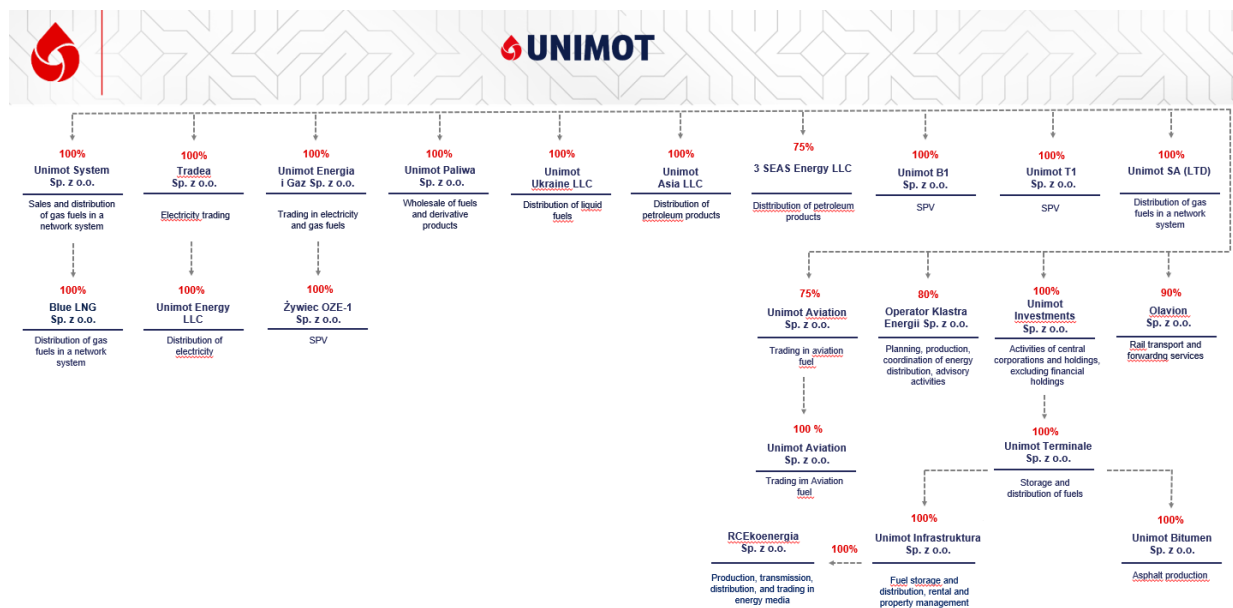 UNIMOT
100%
Unimot System
Sp. z o.o.
Sales and distribution
of gas fuels in a
network system
100%
Tradea
Sp. z o.o.
Electricity trading
100%
Unimot Energia
i Gaz Sp. z o.o.
Trading in electricity
and gas fuels
100%
Unimot Paliwa
Sp. z o.o.
Wholesale of fuels
and derivative
products
100%
Unimot
Ukraine LLC
Distribution of liquid
fuels
100%
Unimot
Asia LLC
Distribution of
petroleum products
75%
3 SEAS Energy LLC
Disttribution of petroleum
products
100%
Unimot B1
Sp. z o.o.
SPV
100%
Unimot T1
Sp. z o.o.
SPV
100%
Unimot SA (LTD)
Distribution of gas
fuels in a network
system
100%
Blue LNG
Sp. z o.o.
Distribution of gas
fuels in a network
system
100%
Unimot Energy
LLC
Distribution of
electricity
100%
Żywiec OZE-1
Sp. z o.o.
SPV
75%
Unimot Aviation
Sp. z o.o.
Trading in aviation
fuel
80%
Operator Klastra
Energii Sp. z o.o.
Planning, production,
coordination of energy
distribution, advisory
activities
100%
Unimot
Investments
Sp. z o.o.
Activities of central
corporations and holdings,
excluding financial
holdings
90%
Olavion
Sp. z o.o.
Rail transport and
forwardng services
100 %
Unimot Aviation
Sp. z o.o.
Trading im Aviation
fuel
100%
Unimot Terminale
Sp. z o.o.
Storage and
distribution of fuels
RCEkoenergia
Sp. z o.o.
Production, transmission,
distribution, and trading in
energy media
100%
100%
Unimot Infrastruktura
Sp. z o.o.
Fuel storage and
distribution, rental and
property management
100%
Unimot Bitumen
Sp. z o.o.
Asphalt production